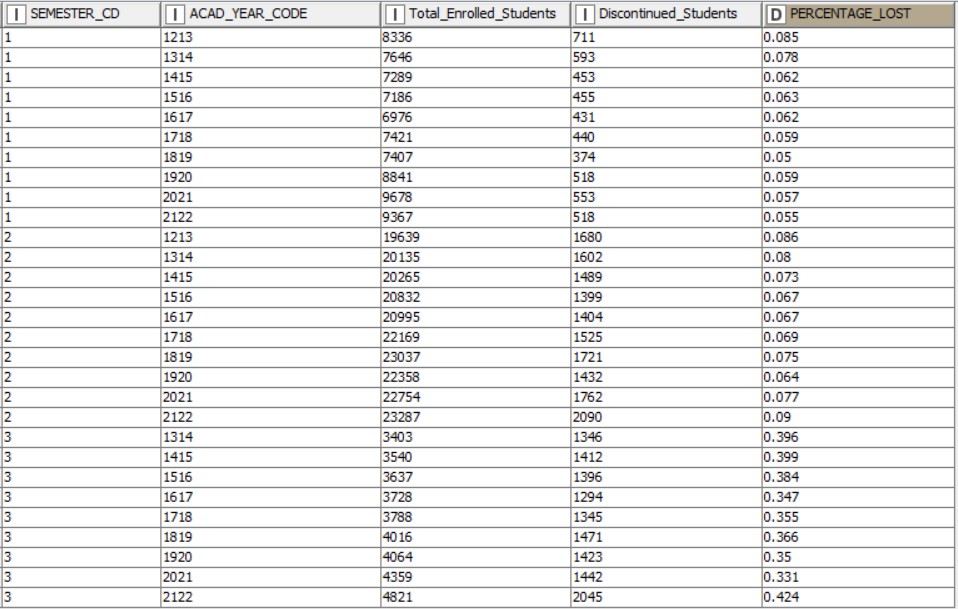 I SEMESTER_CD I ACAD_YEAR_CODE I Total_Enrolled_Students I Discontinued_Students D PERCENTAGE_LOST
1 1213 8336 711 0.085
1 1314 7646 593 0.078
1 1415 7289 453 0.062
1 1516 7186 455 0.063
1 1617 6976 431 0.062
1 1718 7421 440 0.059
1 1819 7407 374 0.05
1 1920 8841 518 0.059
1 2021 9678 553 0.057
1 2122 9367 518 0.055
2 1213 19639 1680 0.086
2 1314 20135 1602 0.08
2 1415 20265 1489 0.073
2 1516 20832 1399 0.067
2 1617 20995 1404 0.067
2 1718 22169 1525 0.069
2 1819 23037 1721 0.075
2 1920 22358 1432 0.064
2 2021 22754 1762 0.077
2 2122 23287 2090 0.09
3 1314 3403 1346 0.396
3 1415 3540 1412 0.399
3 1516 3637 1396 0.384
3 1617 3728 1294 0.347
3 1718 3788 1345 0.355
3 1819 4016 1471 0.366
3 1920 4064 1423 0.35
3 2021 4359 1442 0.331
3 2122 4821 2045 0.424